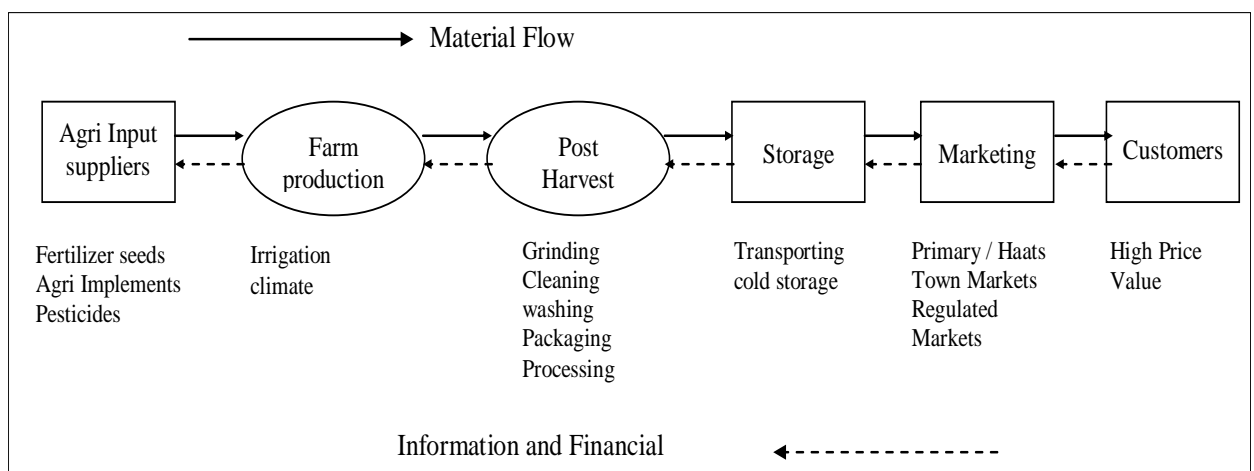 Material Flow
Agri Input
suppliers
Farm
production
Post
Harvest
Storage
Marketing
Customers
Fertilizer seeds
Agri Implements
Pesticides
Irrigation
climate
Grinding
Cleaning
washing
Packaging
Processing
Transporting
cold storage
Primary / Haats
Town Markets
Regulated
Markets
High Price
Value
Information and Financial